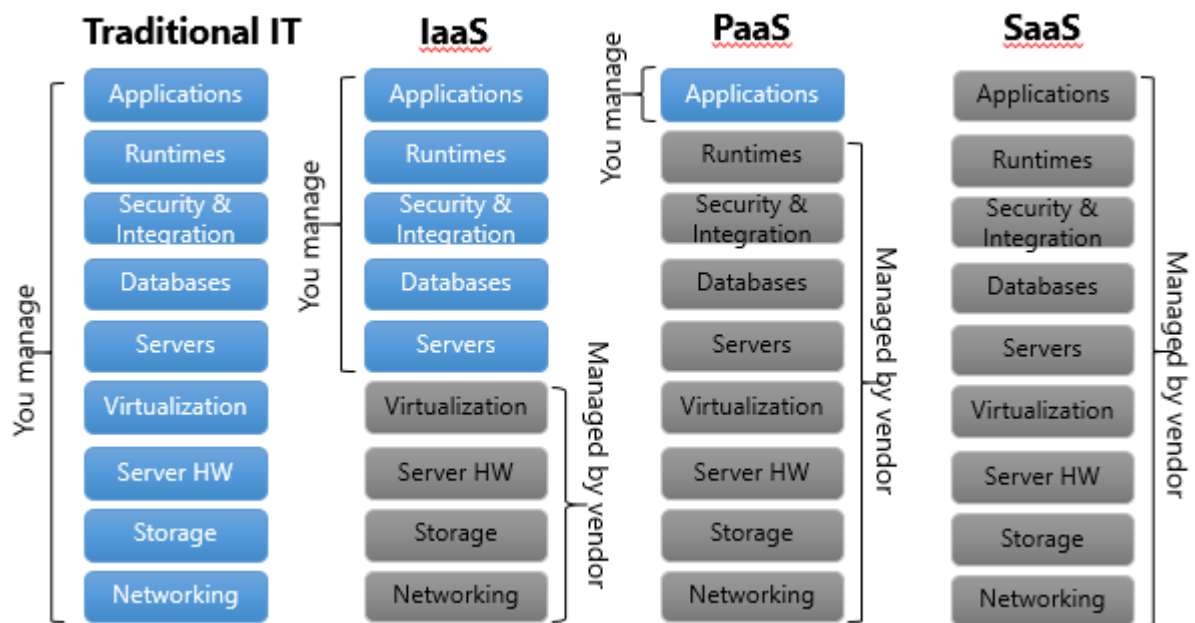 Traditional IT
You manage
Applications
Runtimes
Security &
Integration
Databases
Servers
Virtualization
Server HW
Storage
Networking
IaaS
You manage
Applications
Runtimes
Security &
Integration
Databases
Servers
Virtualization
Server HW
Storage
Networking
Managed by vendor
PaaS
You manage
Applications
Runtimes
Security &
Integration
Databases
Servers
Virtualization
Server HW
Storage
Networking
Managed by vendor
SaaS
Applications
Runtimes
Security &
Integration
Databases
Servers
Virtualization
Server HW
Storage
Networking
Managed by vendor